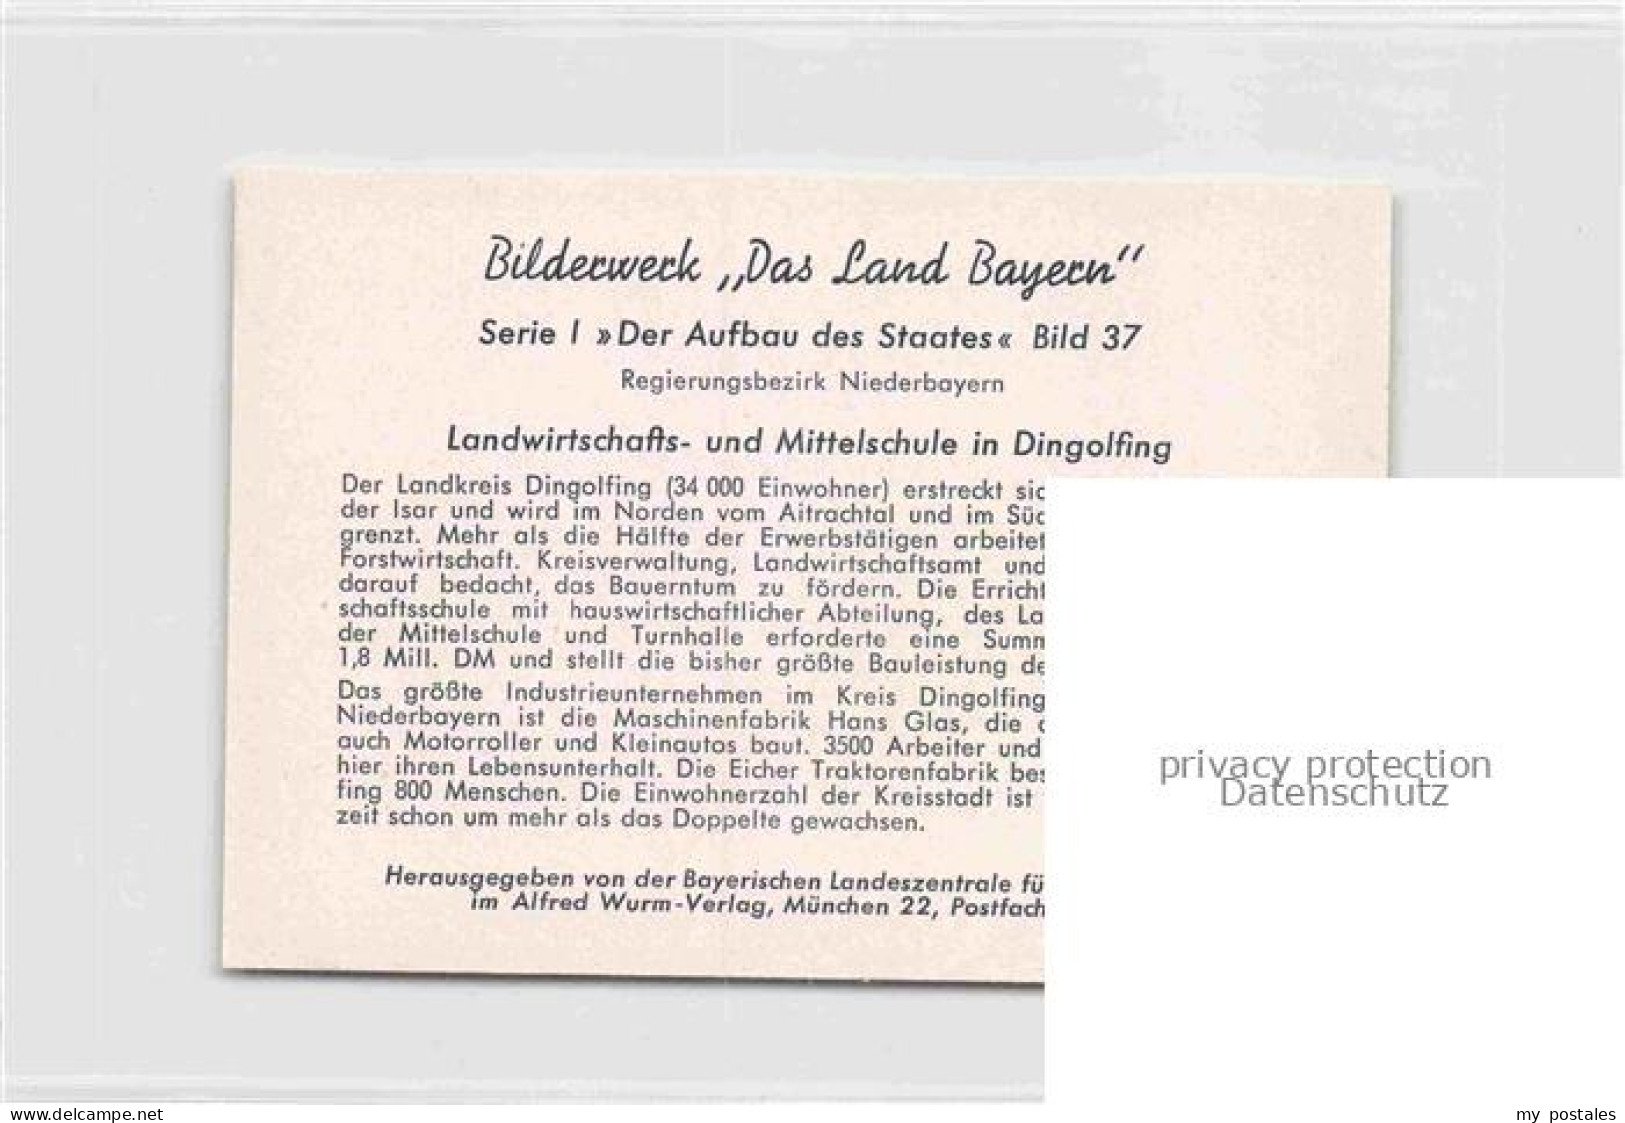 Bilderwerk „Das Land Bayern“
Serie I »Der Aufbau des Staates« Bild 37
Regierungsbezirk Niederbayern
Landwirtschafts- und Mittelschule in Dingolfing
Der Landkreis Dingolfing (34 000 Einwohner) erstreckt sic
der Isar und wird im Norden vom Aitrachtal und im Süd
grenzt. Mehr als die Hälfte der Erwerbstätigen arbeitet
Forstwirtschaft. Kreisverwaltung, Landwirtschaftsamt und
darauf bedacht, das Bauerntum zu fördern. Die Erricht
schaftsschule mit hauswirtschaftlicher Abteilung, des La
der Mittelschule und Turnhalle erforderte eine Summ
1,8 Mill. DM und stellt die bisher größte Bauleistung de
Das größte Industrieunternehmen im Kreis Dingolfing
Niederbayern ist die Maschinenfabrik Hans Glas, die
auch Motorroller und Kleinautos baut. 3500 Arbeiter und
hier ihren Lebensunterhalt. Die Eicher Traktorenfabrik bes
fing 800 Menschen. Die Einwohnerzahl der Kreisstadt ist
zeit schon um mehr als das Doppelte gewachsen.
Herausgegeben von der Bayerischen Landeszentrale fü
im Alfred Wurm-Verlag, München 22, Postfach
privacy protection
Datenschutz
www.delcampe.net
my postales